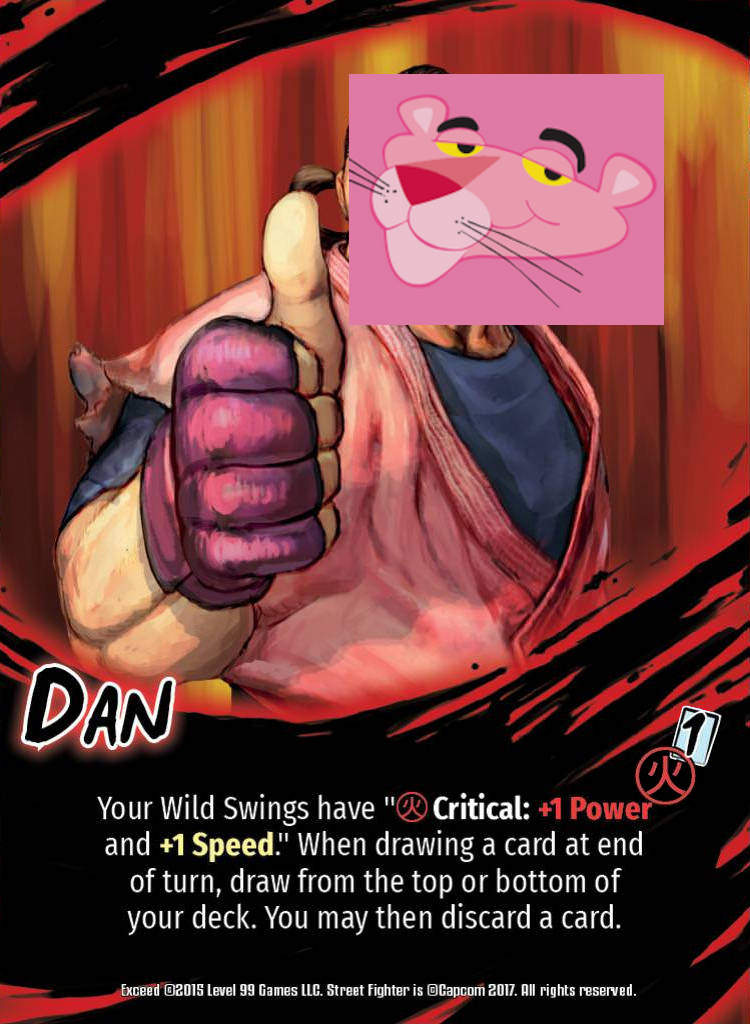 DAN
1
火
Your Wild Swings have "火 Critical: +1 Power
and +1 Speed." When drawing a card at end
of turn, draw from the top or bottom of
your deck. You may then discard a card.
Exceed ©2015 Level 99 Games LLC. Street Fighter is ©Capcom 2017. All rights reserved.